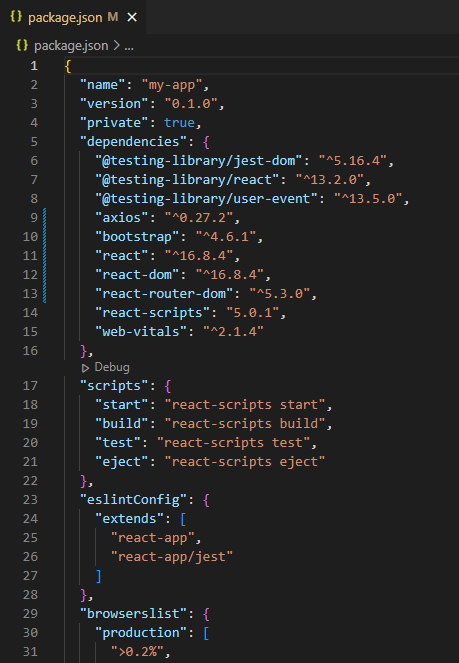 {} package.json M ×
{} package.json > ...
1 {
2 "name": "my-app",
3 "version": "0.1.0",
4 "private": true,
5 "dependencies": {
6 "@testing-library/jest-dom": "^5.16.4",
7 "@testing-library/react": "^13.2.0",
8 "@testing-library/user-event": "^13.5.0",
9 "axios": "^0.27.2",
10 "bootstrap": "^4.6.1",
11 "react": "^16.8.4",
12 "react-dom": "^16.8.4",
13 "react-router-dom": "^5.3.0",
14 "react-scripts": "5.0.1",
15 "web-vitals": "^2.1.4"
16 },
Debug
17 "scripts": {
18 "start": "react-scripts start",
19 "build": "react-scripts build",
20 "test": "react-scripts test",
21 "eject": "react-scripts eject"
22 },
23 "eslintConfig": {
24 "extends": [
25 "react-app",
26 "react-app/jest"
27 ]
28 },
29 "browserslist": {
30 "production": [
31 ">0.2%",